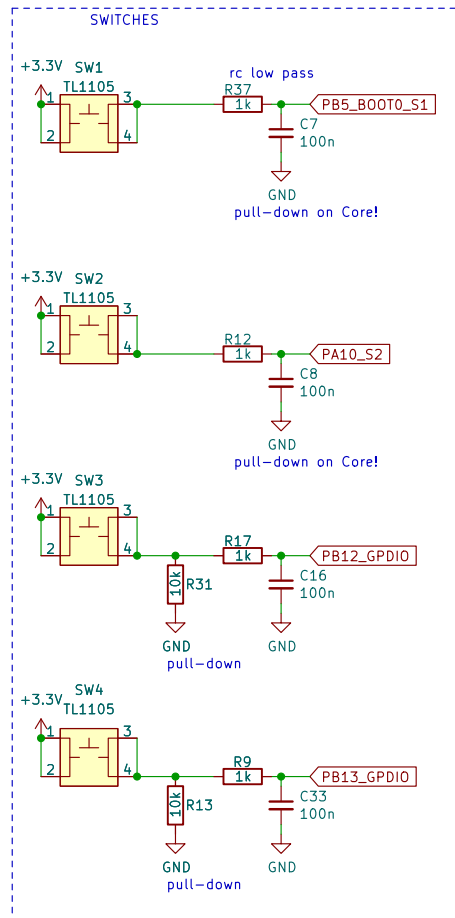 SWITCHES
+3.3V
SW1
TL1105
1
2
3
4
rc low pass
R37
1k
PB5_BOOT0_S1
C7
100n
GND
pull-down on Core!
+3.3V
SW2
TL1105
1
2
3
4
R12
1k
PA10_S2
C8
100n
GND
pull-down on Core!
+3.3V
SW3
TL1105
1
2
3
4
R17
1k
PB12_GPDIO
10k
R31
C16
100n
GND
GND
pull-down
+3.3V
SW4
TL1105
1
2
3
4
R9
1k
PB13_GPDIO
10k
R13
C33
100n
GND
GND
pull-down